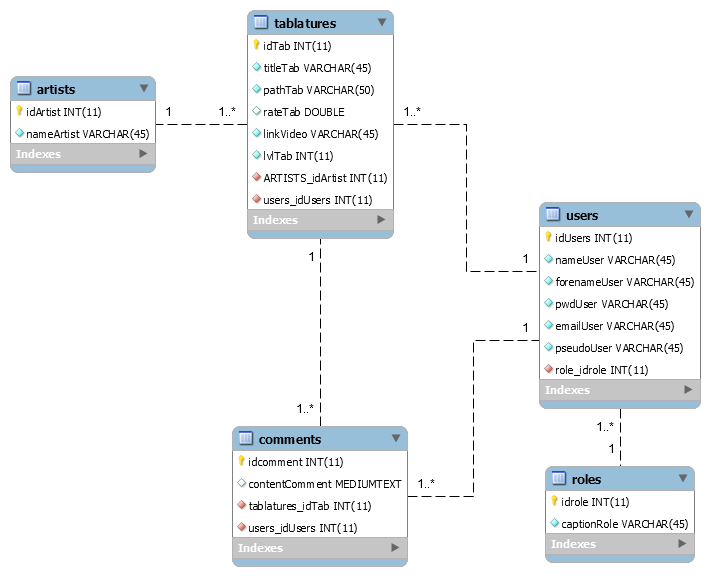 tablatures
idTab INT(11)
titleTab VARCHAR(45)
pathTab VARCHAR(50)
rateTab DOUBLE
linkVideo VARCHAR(45)
lvlTab INT(11)
ARTISTS_idArtist INT(11)
users_idUsers INT(11)
Indexes
artists
idArtist INT(11)
nameArtist VARCHAR(45)
Indexes
1
1..*
1..*
1
users
idUsers INT(11)
nameUser VARCHAR(45)
forenameUser VARCHAR(45)
pwdUser VARCHAR(45)
emailUser VARCHAR(45)
pseudoUser VARCHAR(45)
role_idrole INT(11)
Indexes
1
1..*
1
1..*
comments
idcomment INT(11)
contentComment MEDIUMTEXT
tablatures_idTab INT(11)
users_idUsers INT(11)
Indexes
1..*
1
roles
idrole INT(11)
captionRole VARCHAR(45)
Indexes